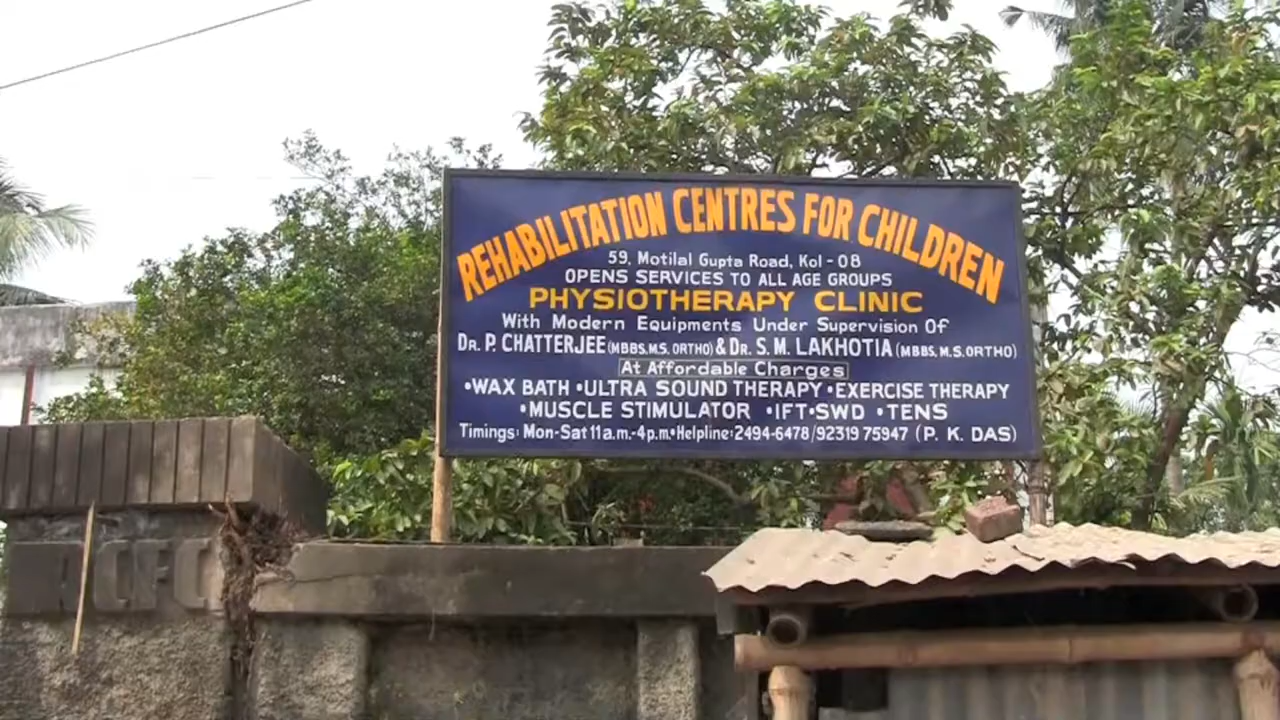 REHABILITATION CENTRES FOR CHILDREN
59, Motilal Gupta Road, Kol - 08
OPENS SERVICES TO ALL AGE GROUPS
PHYSIOTHERAPY CLINIC
With Modern Equipments Under Supervision Of
DR. P. CHATTERJEE (MBBS, M.S. ORTHO) & DR. S. M. LAKHOTIA (MBBS, M.S. ORTHO)
At Affordable Charges
•WAX BATH •ULTRA SOUND THERAPY •EXERCISE THERAPY
•MUSCLE STIMULATOR •IFT•SWD •TENS
Timings: Mon-Sat 11a.m.-4p.m.•Helpline: 2494-6478/92319 75947 (P. K. DAS)